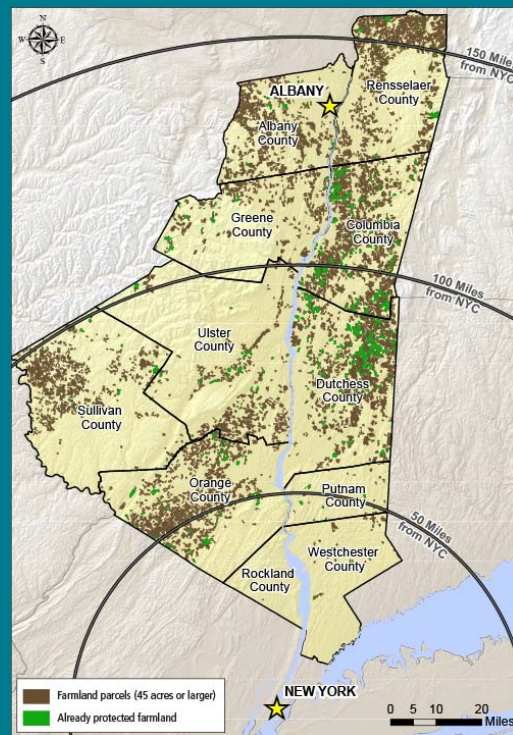 N
W
E
S
150 Miles
from NYC
ALBANY
Rensselaer
County
Albany
County
Greene
County
Columbia
County
100 Miles
from NYC
Ulster
County
Dutchess
County
Sullivan
County
Orange
County
Putnam
County
50 Miles
from NYC
Westchester
County
Rockland
County
Farmland parcels (45 acres or larger)
Already protected farmland
NEW YORK
0 5 10 20
Miles